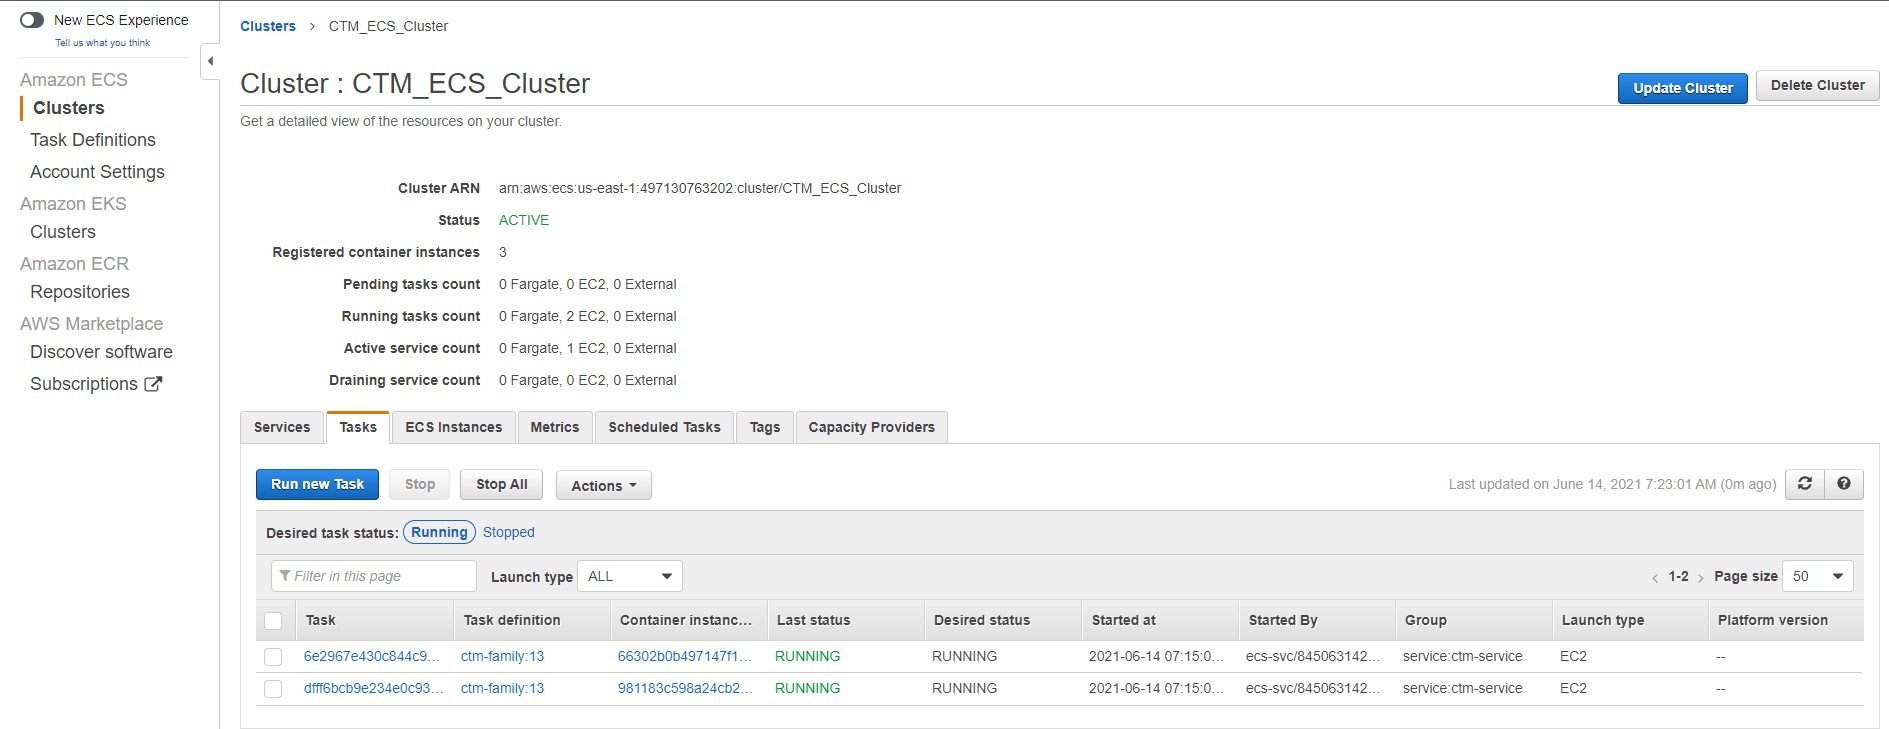 New ECS Experience
Tell us what you think
Amazon ECS
Clusters
Task Definitions
Account Settings
Amazon EKS
Clusters
Amazon ECR
Repositories
AWS Marketplace
Discover software
Subscriptions
Clusters > CTM_ECS_Cluster
Cluster : CTM_ECS_Cluster
Update Cluster Delete Cluster
Get a detailed view of the resources on your cluster.
Cluster ARN arn:aws:ecs:us-east-1:497130763202:cluster/CTM_ECS_Cluster
Status ACTIVE
Registered container instances 3
Pending tasks count 0 Fargate, 0 EC2, 0 External
Running tasks count 0 Fargate, 2 EC2, 0 External
Active service count 0 Fargate, 1 EC2, 0 External
Draining service count 0 Fargate, 0 EC2, 0 External
Services Tasks ECS Instances Metrics Scheduled Tasks Tags Capacity Providers
Run new Task Stop Stop All Actions Last updated on June 14, 2021 7:23:01 AM (0m ago)
Desired task status: Running Stopped
Filter in this page Launch type ALL < 1-2 > Page size 50
Task Task definition Container instanc... Last status Desired status Started at Started By Group Launch type Platform version
6e2967e430c844c9... ctm-family:13 66302b0b497147f1... RUNNING RUNNING 2021-06-14 07:15:0... ecs-svc/845063142... service:ctm-service EC2 --
dfff6bcb9e234e0c93... ctm-family:13 981183c598a24cb2... RUNNING RUNNING 2021-06-14 07:15:0... ecs-svc/845063142... service:ctm-service EC2 --